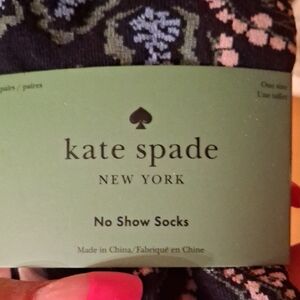 pairs / paires
One size
Une taille
kate spade
NEW YORK
No Show Socks
Made in China/Fabriqué en Chine